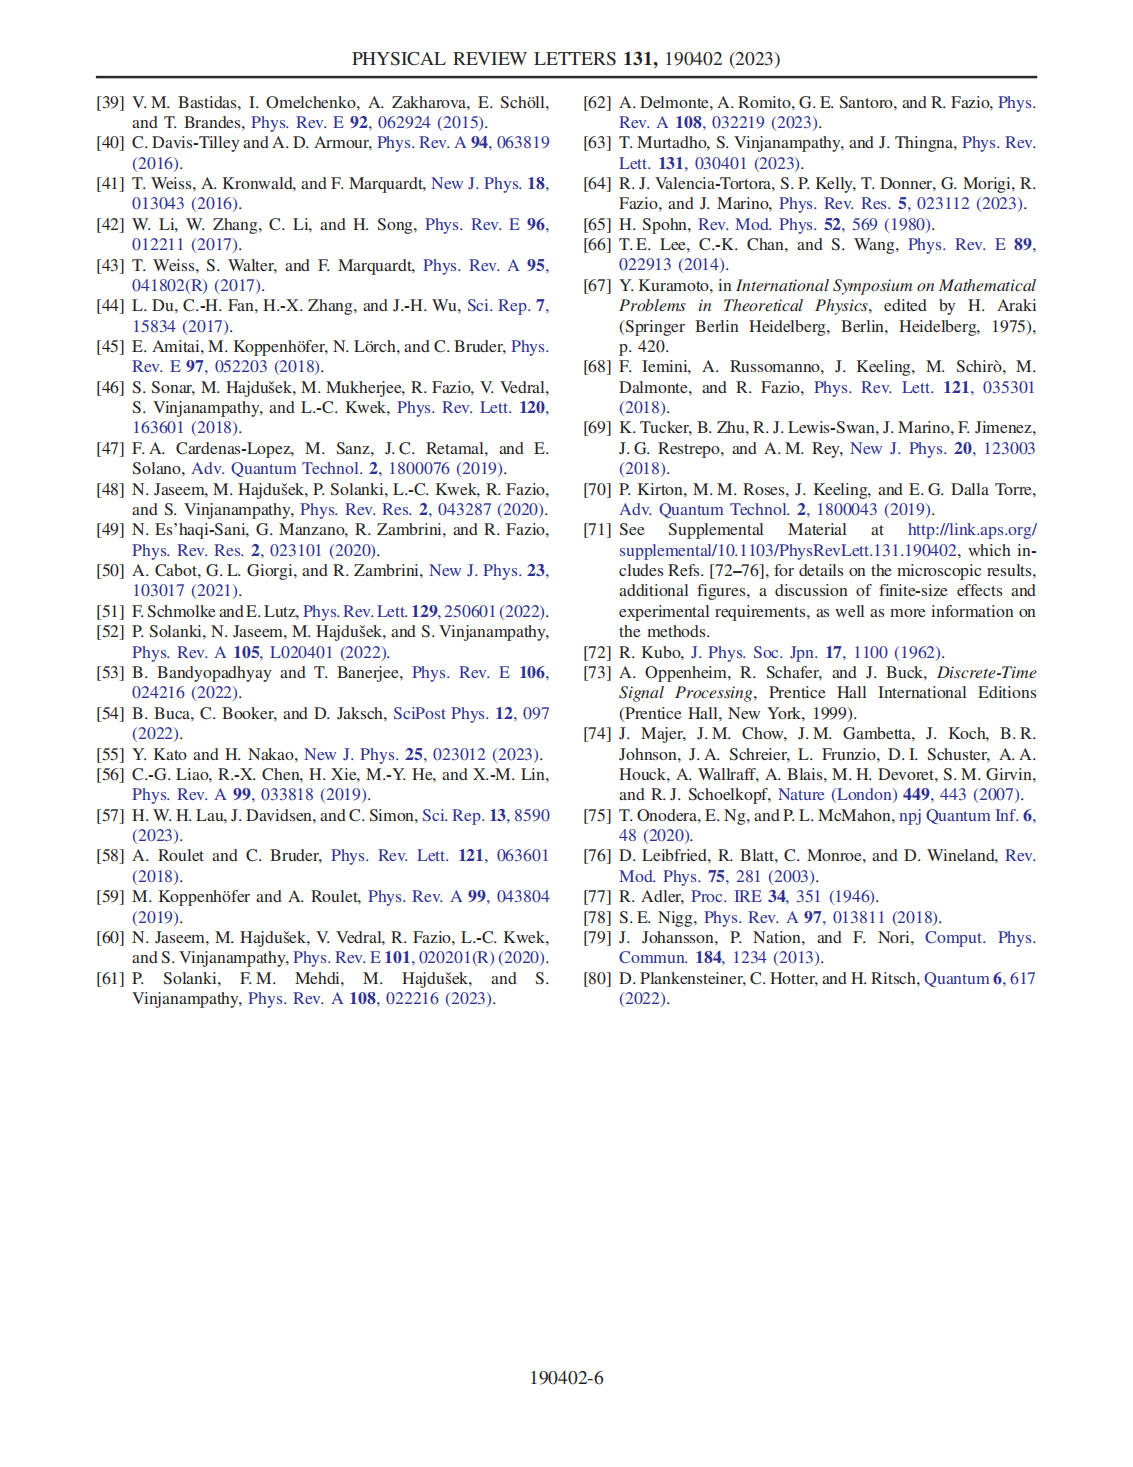 PHYSICAL REVIEW LETTERS 131, 190402 (2023)
[39] V. M. Bastidas, I. Omelchenko, A. Zakharova, E. Schöll,
and T. Brandes, Phys. Rev. E 92, 062924 (2015).
[40] C. Davis-Tilley and A. D. Armour, Phys. Rev. A 94, 063819
(2016).
[41] T. Weiss, A. Kronwald, and F. Marquardt, New J. Phys. 18,
013043 (2016).
[42] W. Li, W. Zhang, C. Li, and H. Song, Phys. Rev. E 96,
012211 (2017).
[43] T. Weiss, S. Walter, and F. Marquardt, Phys. Rev. A 95,
041802(R) (2017).
[44] L. Du, C.-H. Fan, H.-X. Zhang, and J.-H. Wu, Sci. Rep. 7,
15834 (2017).
[45] E. Amitai, M. Koppenhöfer, N. Lörch, and C. Bruder, Phys.
Rev. E 97, 052203 (2018).
[46] S. Sonar, M. Hajdušek, M. Mukherjee, R. Fazio, V. Vedral,
S. Vinjanampathy, and L.-C. Kwek, Phys. Rev. Lett. 120,
163601 (2018).
[47] F. A. Cardenas-Lopez, M. Sanz, J. C. Retamal, and E.
Solano, Adv. Quantum Technol. 2, 1800076 (2019).
[48] N. Jaseem, M. Hajdušek, P. Solanki, L.-C. Kwek, R. Fazio,
and S. Vinjanampathy, Phys. Rev. Res. 2, 043287 (2020).
[49] N. Es'haqi-Sani, G. Manzano, R. Zambrini, and R. Fazio,
Phys. Rev. Res. 2, 023101 (2020).
[50] A. Cabot, G. L. Giorgi, and R. Zambrini, New J. Phys. 23,
103017 (2021).
[51] F. Schmolke and E. Lutz, Phys. Rev. Lett. 129, 250601 (2022).
[52] P. Solanki, N. Jaseem, M. Hajdušek, and S. Vinjanampathy,
Phys. Rev. A 105, L020401 (2022).
[53] B. Bandyopadhyay and T. Banerjee, Phys. Rev. E 106,
024216 (2022).
[54] B. Buca, C. Booker, and D. Jaksch, SciPost Phys. 12, 097
(2022).
[55] Y. Kato and H. Nakao, New J. Phys. 25, 023012 (2023).
[56] C.-G. Liao, R.-X. Chen, H. Xie, M.-Y. He, and X.-M. Lin,
Phys. Rev. A 99, 033818 (2019).
[57] H. W. H. Lau, J. Davidsen, and C. Simon, Sci. Rep. 13, 8590
(2023).
[58] A. Roulet and C. Bruder, Phys. Rev. Lett. 121, 063601
(2018).
[59] M. Koppenhöfer and A. Roulet, Phys. Rev. A 99, 043804
(2019).
[60] N. Jaseem, M. Hajdušek, V. Vedral, R. Fazio, L.-C. Kwek,
and S. Vinjanampathy, Phys. Rev. E 101, 020201(R) (2020).
[61] P. Solanki, F. M. Mehdi, M. Hajdušek, and S.
Vinjanampathy, Phys. Rev. A 108, 022216 (2023).
[62] A. Delmonte, A. Romito, G. E. Santoro, and R. Fazio, Phys.
Rev. A 108, 032219 (2023).
[63] T. Murtadho, S. Vinjanampathy, and J. Thingna, Phys. Rev.
Lett. 131, 030401 (2023).
[64] R. J. Valencia-Tortora, S. P. Kelly, T. Donner, G. Morigi, R.
Fazio, and J. Marino, Phys. Rev. Res. 5, 023112 (2023).
[65] H. Spohn, Rev. Mod. Phys. 52, 569 (1980).
[66] T. E. Lee, C.-K. Chan, and S. Wang, Phys. Rev. E 89,
022913 (2014).
[67] Y. Kuramoto, in International Symposium on Mathematical
Problems in Theoretical Physics, edited by H. Araki
(Springer Berlin Heidelberg, Berlin, Heidelberg, 1975),
p. 420.
[68] F. Iemini, A. Russomanno, J. Keeling, M. Schirò, M.
Dalmonte, and R. Fazio, Phys. Rev. Lett. 121, 035301
(2018).
[69] K. Tucker, B. Zhu, R. J. Lewis-Swan, J. Marino, F. Jimenez,
J. G. Restrepo, and A. M. Rey, New J. Phys. 20, 123003
(2018).
[70] P. Kirton, M. M. Roses, J. Keeling, and E. G. Dalla Torre,
Adv. Quantum Technol. 2, 1800043 (2019).
[71] See Supplemental Material at http://link.aps.org/
supplemental/10.1103/PhysRevLett.131.190402, which in-
cludes Refs. [72–76], for details on the microscopic results,
additional figures, a discussion of finite-size effects and
experimental requirements, as well as more information on
the methods.
[72] R. Kubo, J. Phys. Soc. Jpn. 17, 1100 (1962).
[73] A. Oppenheim, R. Schafer, and J. Buck, Discrete-Time
Signal Processing, Prentice Hall International Editions
(Prentice Hall, New York, 1999).
[74] J. Majer, J. M. Chow, J. M. Gambetta, J. Koch, B. R.
Johnson, J. A. Schreier, L. Frunzio, D. I. Schuster, A. A.
Houck, A. Wallraff, A. Blais, M. H. Devoret, S. M. Girvin,
and R. J. Schoelkopf, Nature (London) 449, 443 (2007).
[75] T. Onodera, E. Ng, and P. L. McMahon, npj Quantum Inf. 6,
48 (2020).
[76] D. Leibfried, R. Blatt, C. Monroe, and D. Wineland, Rev.
Mod. Phys. 75, 281 (2003).
[77] R. Adler, Proc. IRE 34, 351 (1946).
[78] S. E. Nigg, Phys. Rev. A 97, 013811 (2018).
[79] J. Johansson, P. Nation, and F. Nori, Comput. Phys.
Commun. 184, 1234 (2013).
[80] D. Plankensteiner, C. Hotter, and H. Ritsch, Quantum 6, 617
(2022).
190402-6